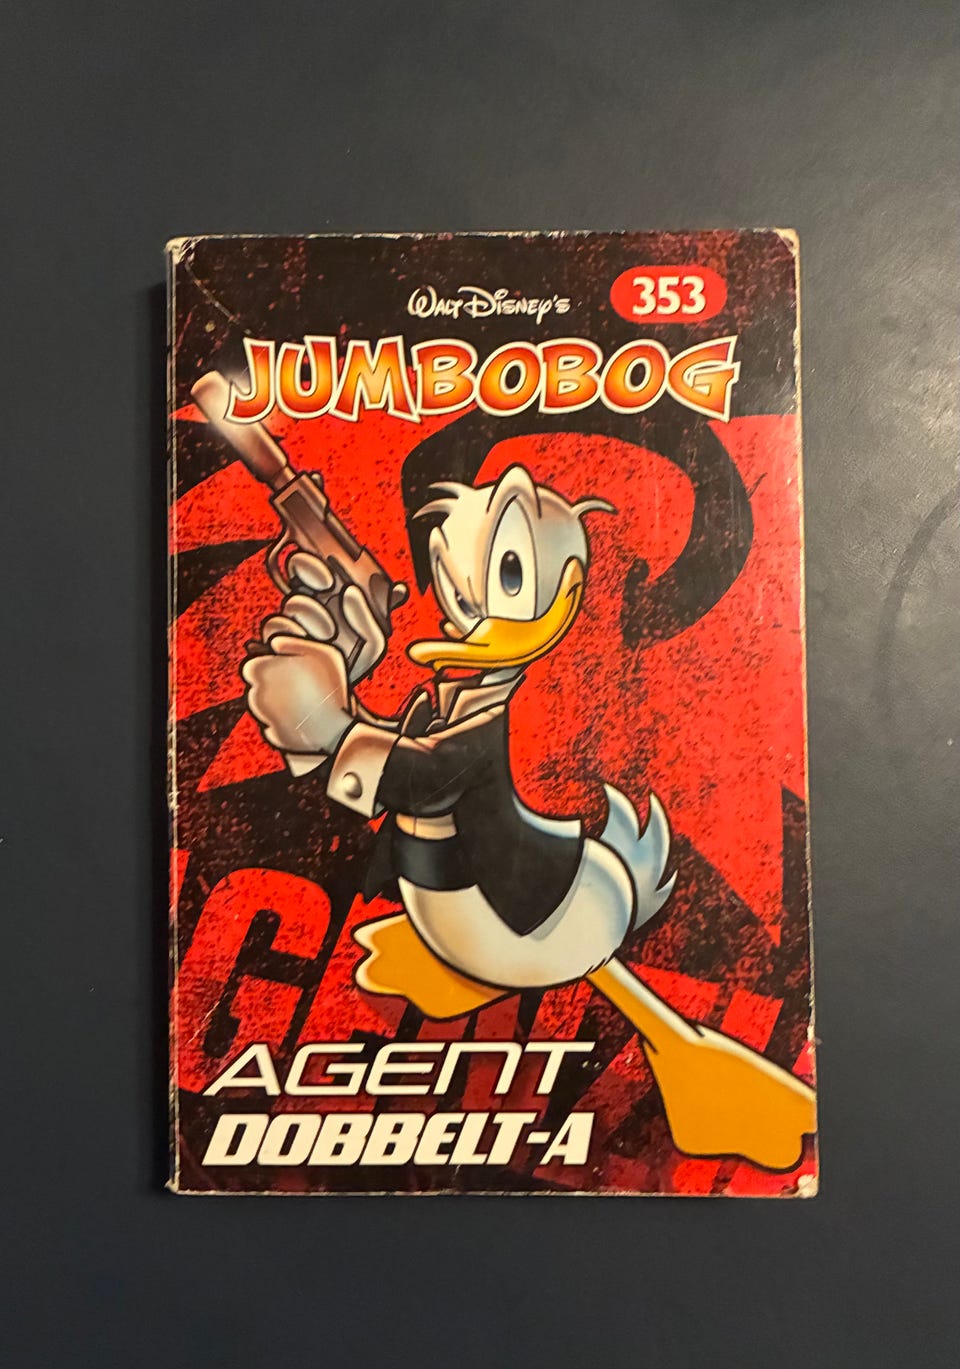 Walt Disney's
353
JUMBOBOG
AGENT
DOBBELT-A